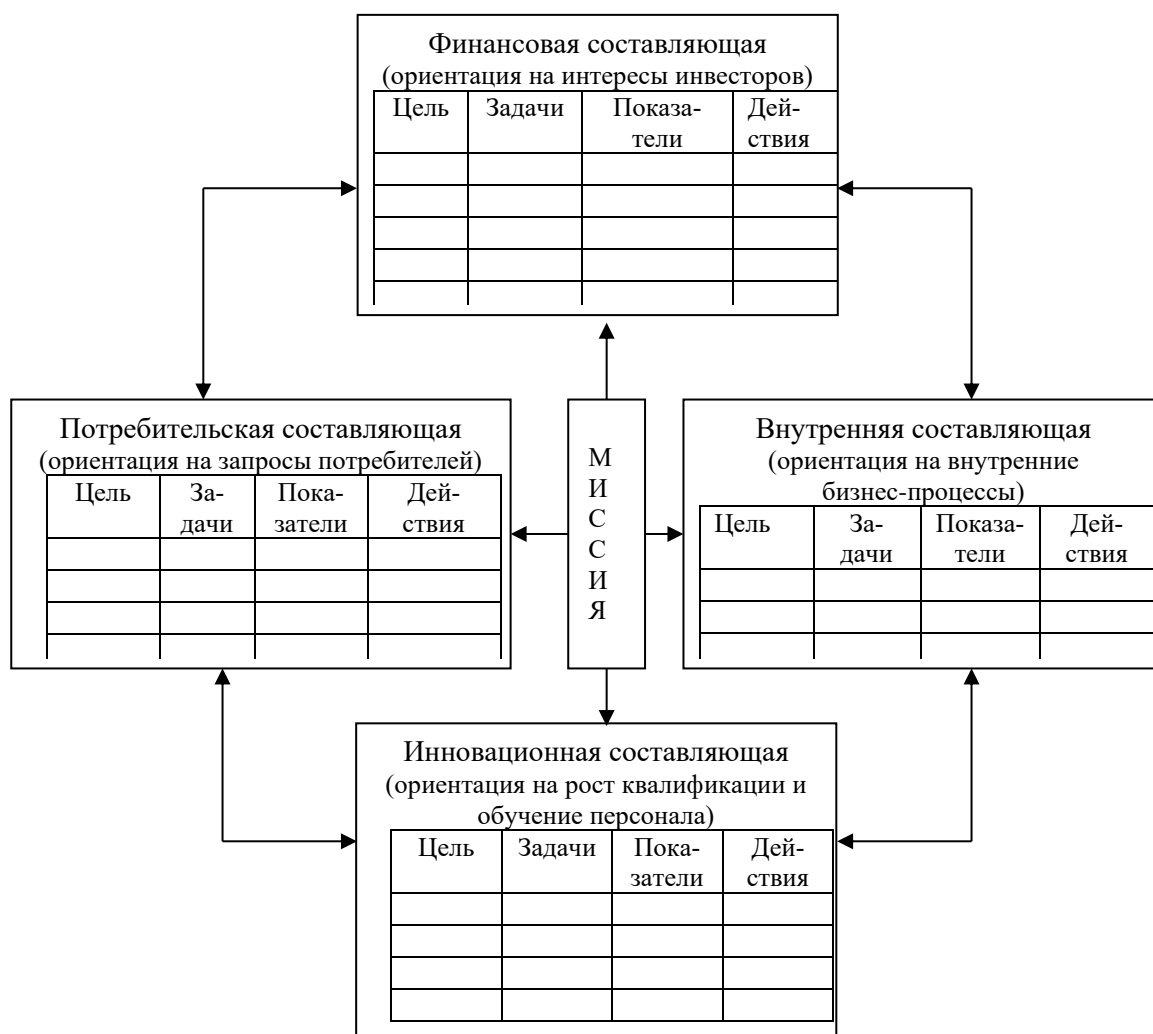 Финансовая составляющая
(ориентация на интересы инвесторов)
Цель Задачи Показа- Дей-
тели ствия
Потребительская составляющая
(ориентация на запросы потребителей)
Цель За- Пока- Дей-
дачи затели ствия
М
И
С
С
И
Я
Внутренняя составляющая
(ориентация на внутренние
бизнес-процессы)
Цель За- Показа- Дей-
дачи тели ствия
Инновационная составляющая
(ориентация на рост квалификации и
обучение персонала)
Цель Задачи Пока- Дей-
затели ствия